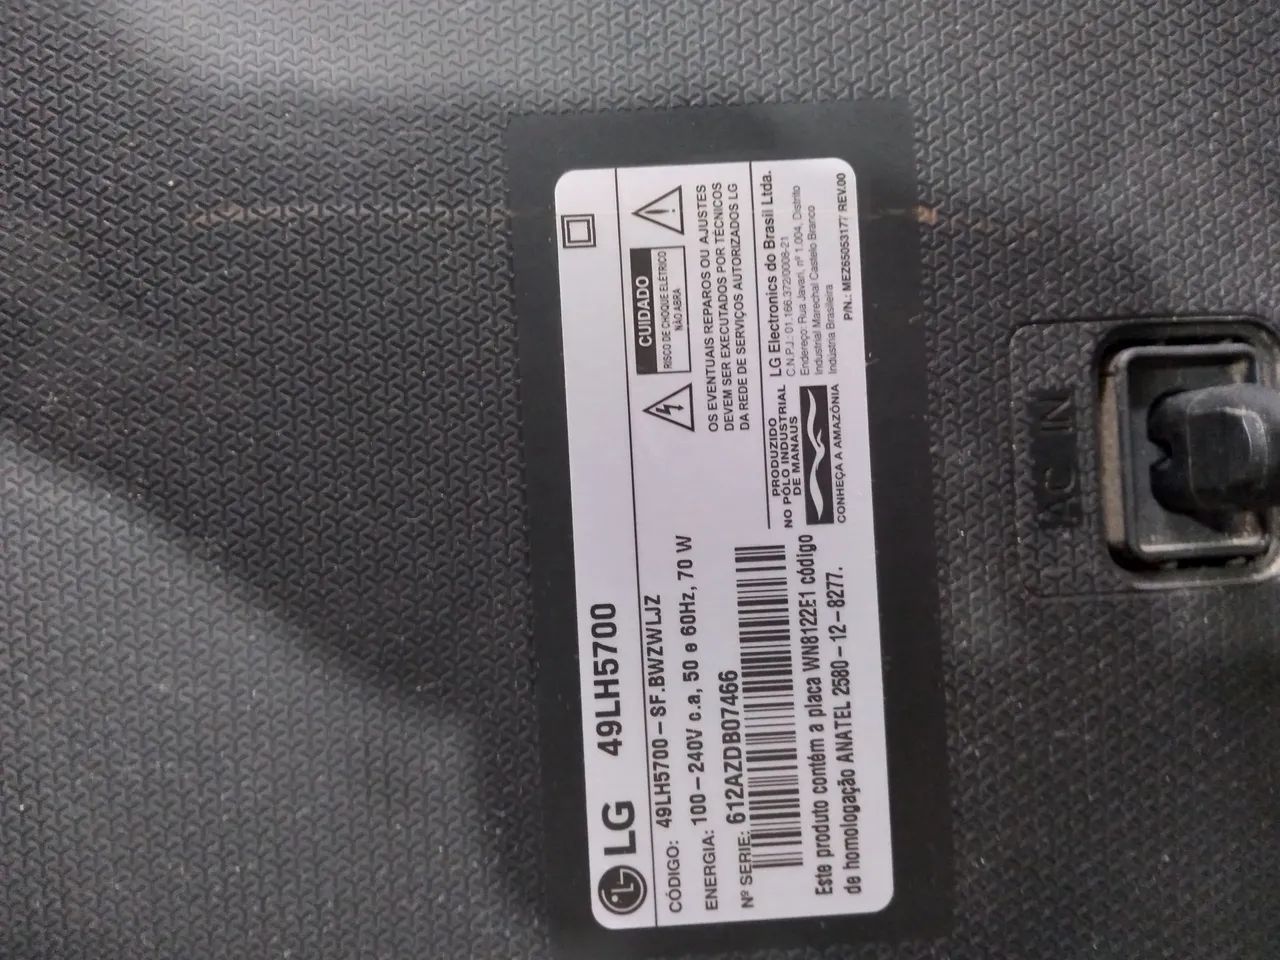 LG 49LH5700
CÓDIGO: 49LH5700-SF.BWZWLJZ
ENERGIA: 100-240V c.a, 50 e 60Hz, 70 W
Nº SERIE: 612AZDB07466
Este produto contém a placa WN8122E1 código
de homologação ANATEL 2580-12-8277.
CUIDADO
RISCO DE CHOQUE ELÉTRICO
NÃO ABRA
OS EVENTUAIS REPAROS OU AJUSTES
DEVEM SER EXECUTADOS POR TÉCNICOS
DA REDE DE SERVIÇOS AUTORIZADOS LG
PRODUZIDO
NO PÓLO INDUSTRIAL
DE MANAUS
CONHEÇA A AMAZÔNIA
LG Electronics do Brasil Ltda.
C.N.P.J.: 01.166.372/0008-21
Endereço: Rua Javari, nº 1.004, Distrito
Industrial Marechal Castelo Branco
Indústria Brasileira
P/N.: MEZ65053177 REV.00
AC IN